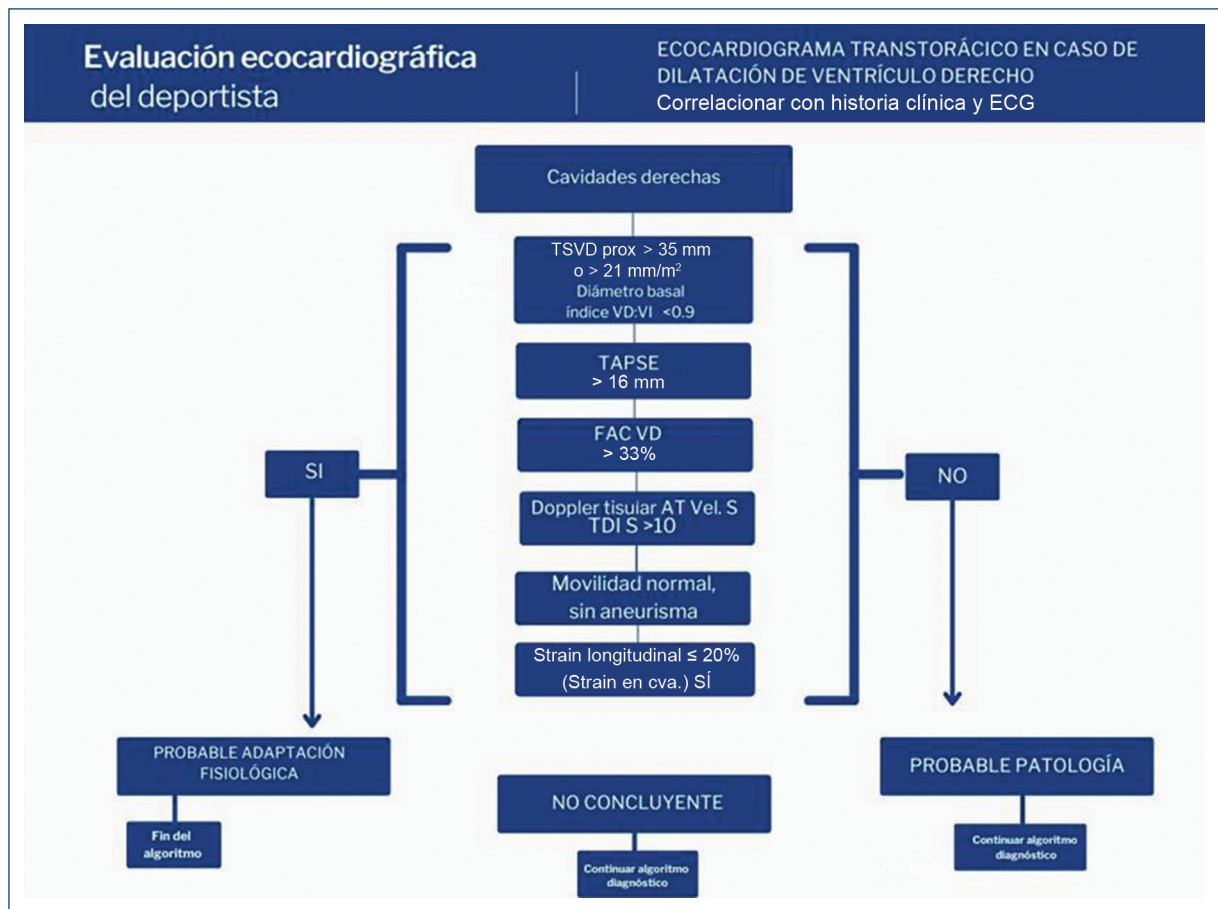 Evaluación ecocardiográfica
del deportista
ECOCARDIOGRAMA TRANSTORÁCICO EN CASO DE
DILATACIÓN DE VENTRÍCULO DERECHO
Correlacionar con historia clínica y ECG
Cavidades derechas
TSVD prox > 35 mm
o > 21 mm/m²
Diámetro basal
índice VD:VI <0.9
TAPSE
> 16 mm
FAC VD
> 33%
SI
NO
Doppler tisular AT Vel. S
TDI S >10
Movilidad normal,
sin aneurisma
Strain longitudinal ≤ 20%
(Strain en cva.) SÍ
PROBABLE ADAPTACIÓN
FISIOLÓGICA
Fin del
algoritmo
NO CONCLUYENTE
Continuar algoritmo
diagnóstico
PROBABLE PATOLOGÍA
Continuar algoritmo
diagnóstico